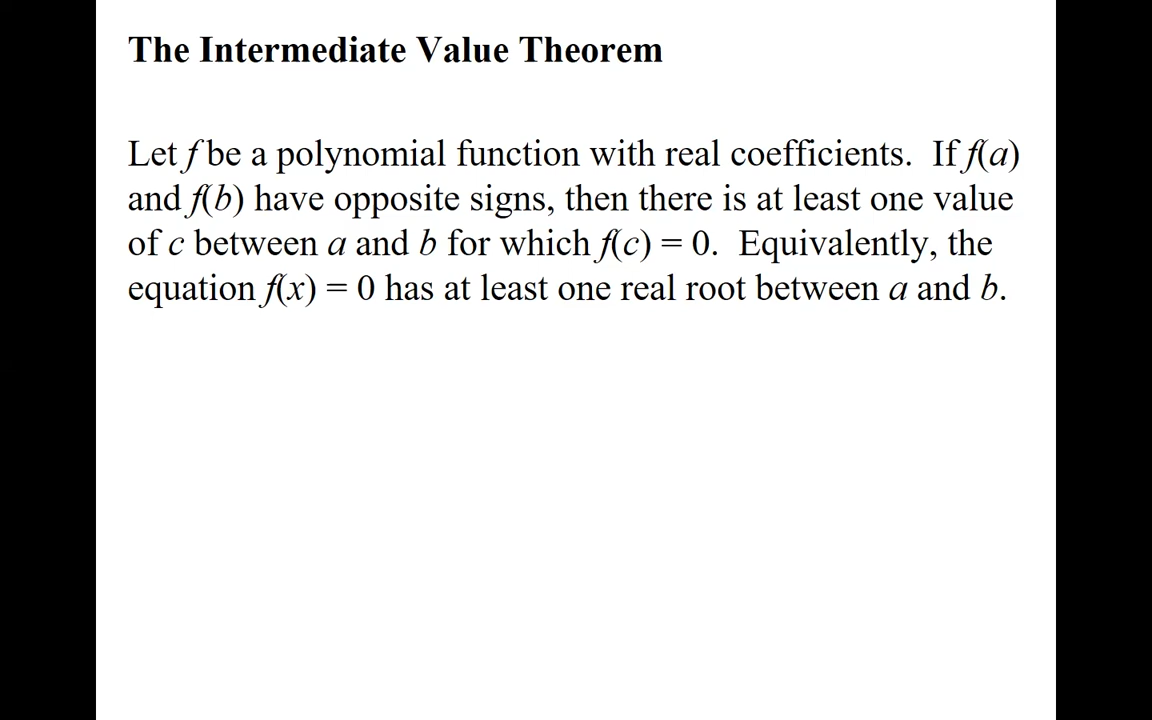 The Intermediate Value Theorem
Let f be a polynomial function with real coefficients.  If f(a)
and f(b) have opposite signs, then there is at least one value
of c between a and b for which f(c) = 0.  Equivalently, the
equation f(x) = 0 has at least one real root between a and b.